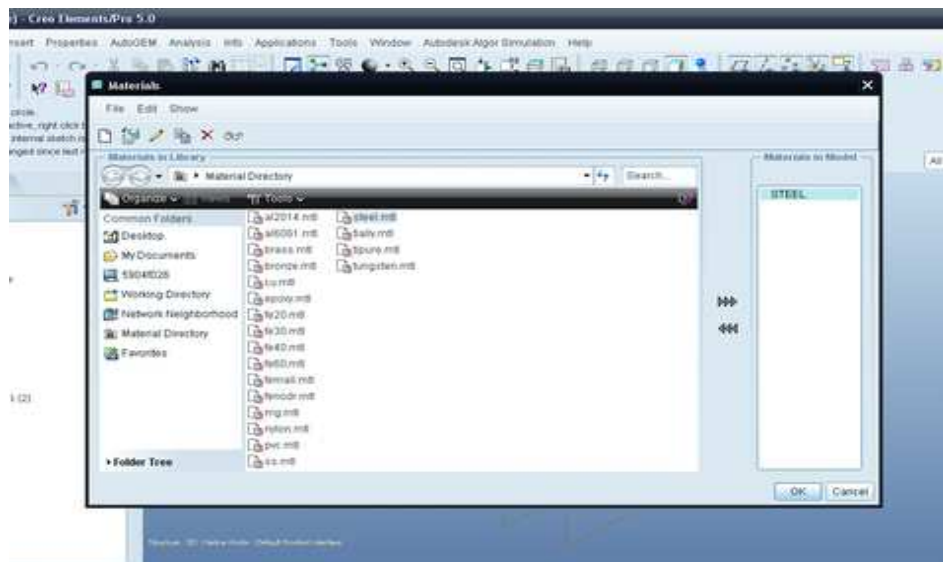 ) - Creo Elements/Pro 5.0
nsert Properties AutoGEM Analysis Info Applications Tools Window Autodesk Algor Simulation Help
Materials
File Edit Show
Materials in Library
Materials in Model
Material Directory
Search...
Organize Views Tools
STEEL
Common Folders
Desktop
My Documents
Working Directory
Network Neighborhood
Material Directory
Favorites
al2014.mtl
al6061.mtl
brass.mtl
bronze.mtl
cu.mtl
epoxy.mtl
fe20.mtl
fe30.mtl
fe40.mtl
fe60.mtl
femall.mtl
fenodr.mtl
mg.mtl
nylon.mtl
pvc.mtl
ss.mtl
steel.mtl
tipure.mtl
tungsten.mtl
Folder Tree
OK Cancel